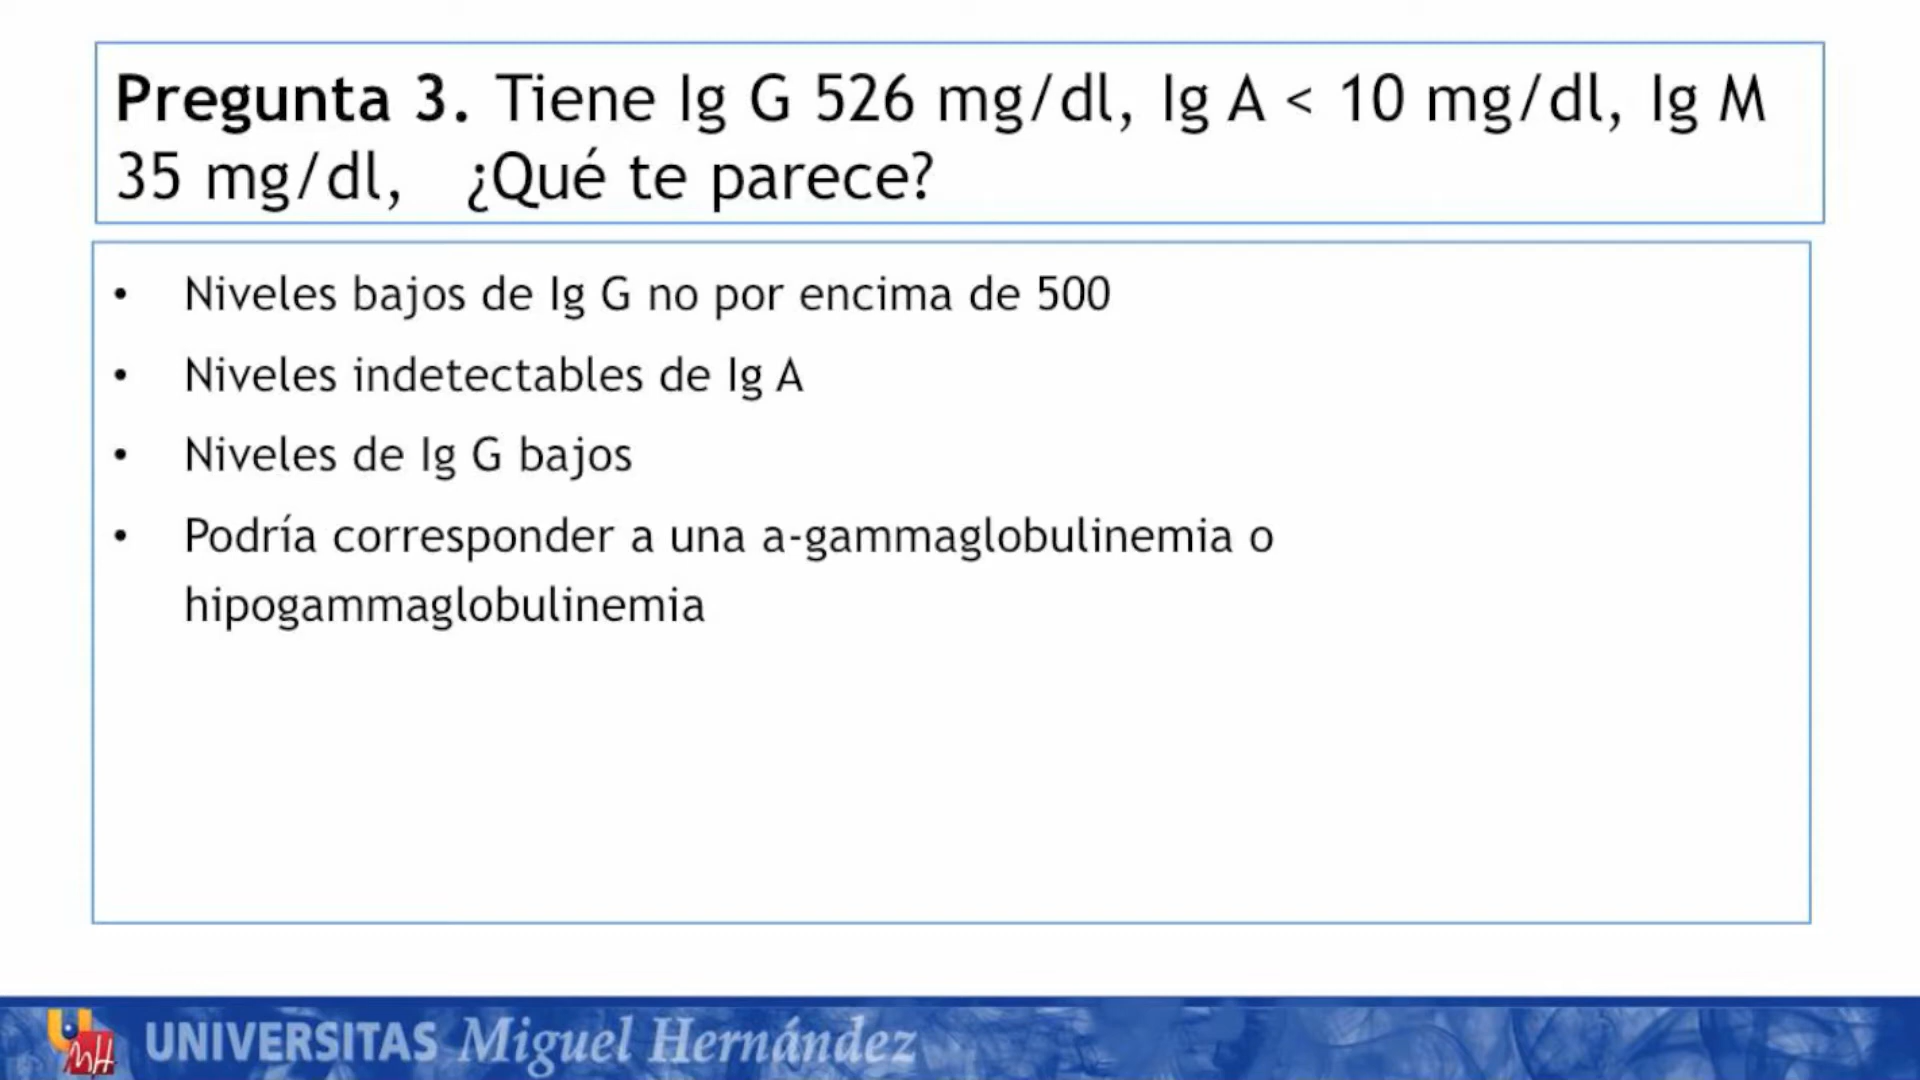 Pregunta 3. Tiene Ig G 526 mg/dl, Ig A < 10 mg/dl, Ig M
35 mg/dl, ¿Qué te parece?
• Niveles bajos de Ig G no por encima de 500
• Niveles indetectables de Ig A
• Niveles de Ig G bajos
• Podría corresponder a una a-gammaglobulinemia o
hipogammaglobulinemia
UNIVERSITAS Miguel Hernández